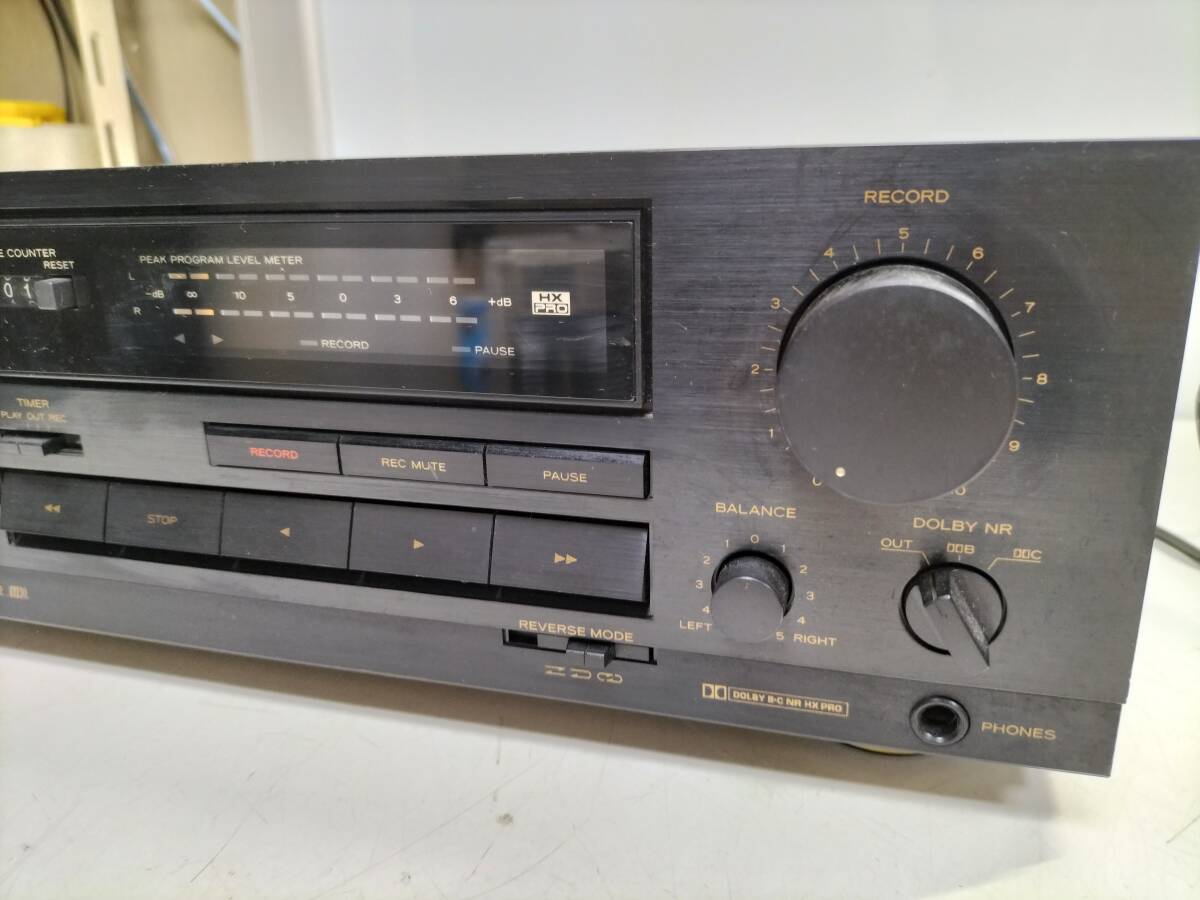 E COUNTER
RESET
01
PEAK PROGRAM LEVEL METER
L
-dB ∞ 10 5 0 3 6 +dB
R
HX PRO
◀ ▶
RECORD
PAUSE
TIMER
PLAY OUT REC
RECORD
REC MUTE
PAUSE
◀◀
STOP
◀
▶
▶▶
REVERSE MODE
RECORD
0 1 2 3 4 5 6 7 8 9
BALANCE
5 4 3 2 1 0 1 2 3 4 5
LEFT
RIGHT
DOLBY NR
OUT
B
C
DOLBY B·C NR HX PRO
PHONES